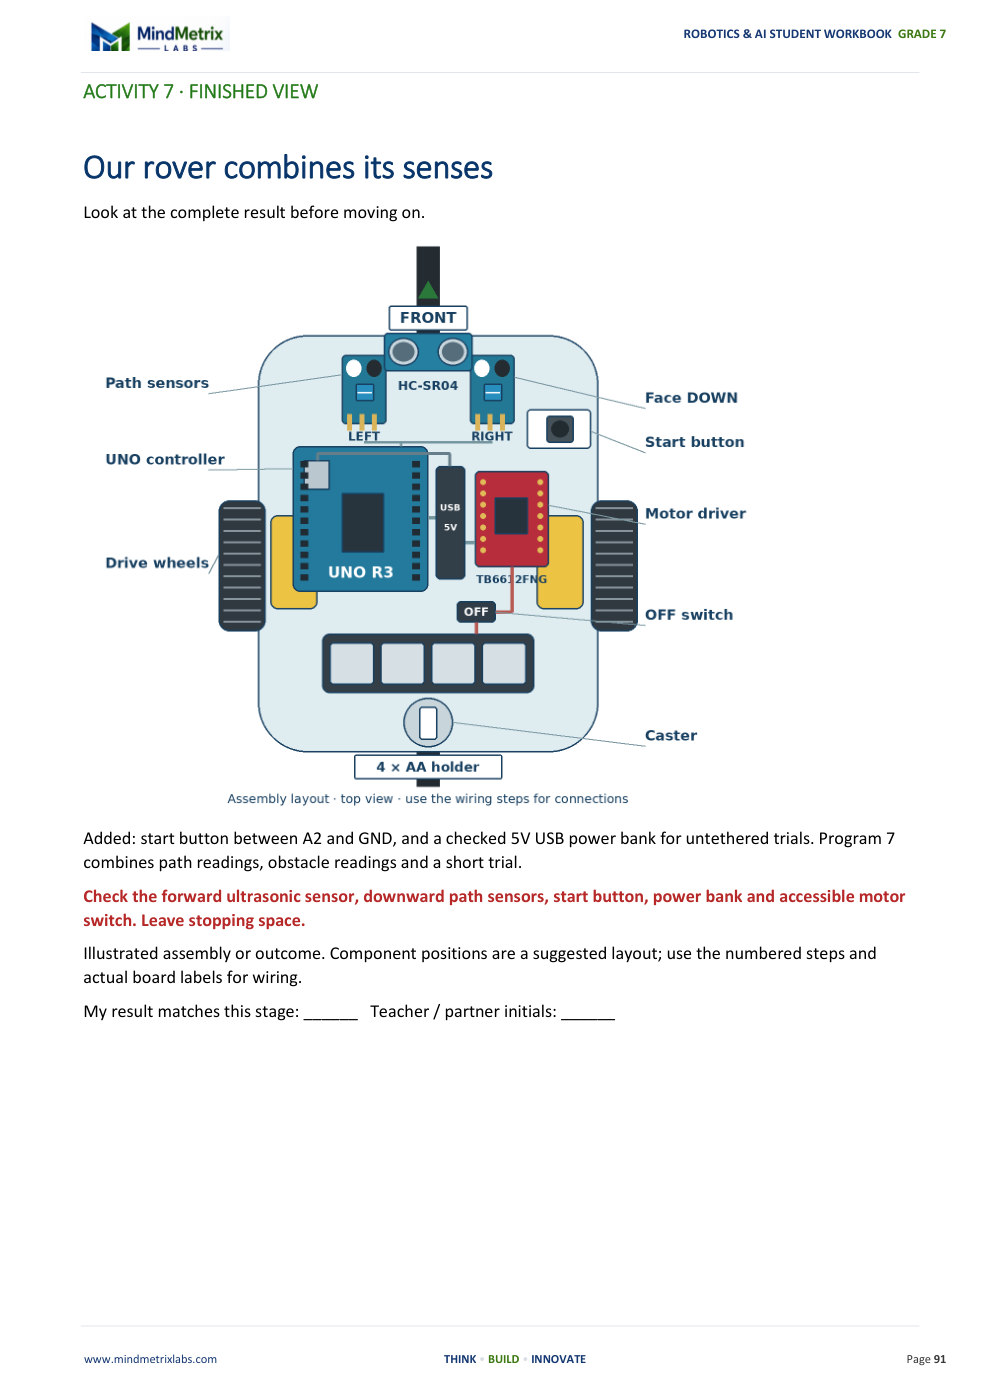 MindMetrix
LABS
ROBOTICS & AI STUDENT WORKBOOK GRADE 7
ACTIVITY 7 · FINISHED VIEW
Our rover combines its senses
Look at the complete result before moving on.
FRONT
Path sensors
HC-SR04
Face DOWN
LEFT
RIGHT
Start button
UNO controller
USB
5V
Motor driver
Drive wheels
UNO R3
TB6612FNG
OFF
OFF switch
Caster
4 × AA holder
Assembly layout · top view · use the wiring steps for connections
Added: start button between A2 and GND, and a checked 5V USB power bank for untethered trials. Program 7
combines path readings, obstacle readings and a short trial.
Check the forward ultrasonic sensor, downward path sensors, start button, power bank and accessible motor
switch. Leave stopping space.
Illustrated assembly or outcome. Component positions are a suggested layout; use the numbered steps and
actual board labels for wiring.
My result matches this stage: ______ Teacher / partner initials: ______
www.mindmetrixlabs.com
THINK • BUILD • INNOVATE
Page 91